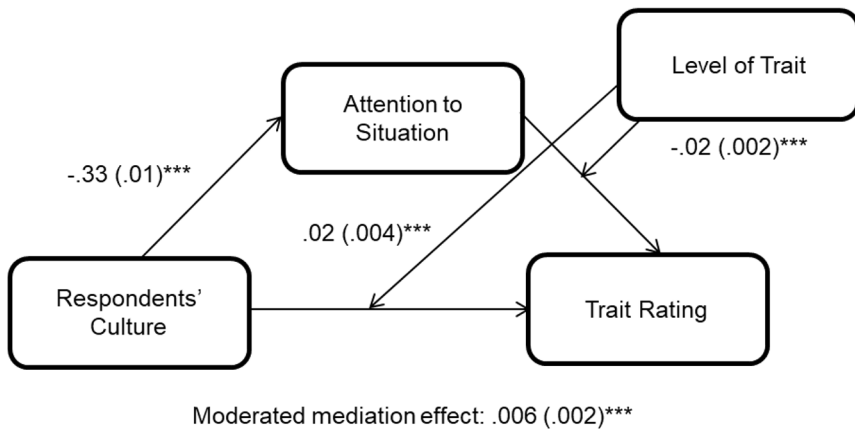 Level of Trait
Attention to
Situation
-.02 (.002)***
-.33 (.01)***
.02 (.004)***
Respondents’
Culture
Trait Rating
Moderated mediation effect: .006 (.002)***